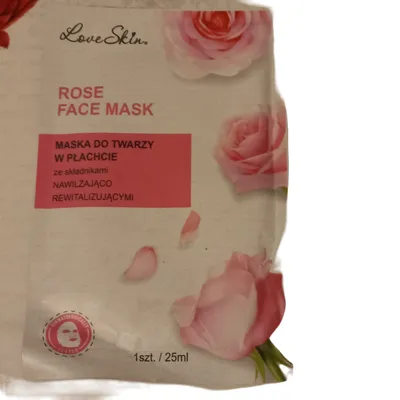 Love Skin.
ROSE
FACE MASK
MASKA DO TWARZY
W PŁACHCIE
ze składnikami
NAWILŻAJĄCO
REWITALIZUJĄCYMI
1szt. / 25ml